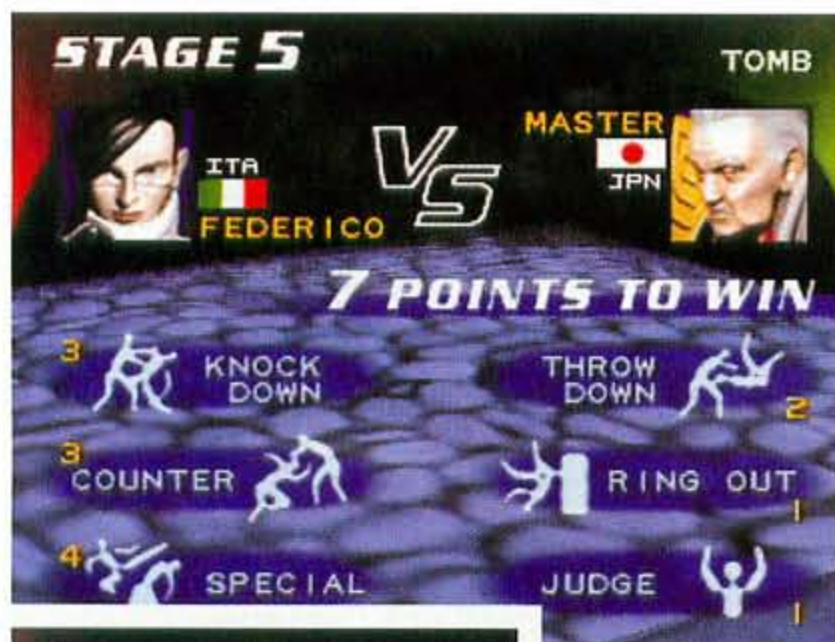 STAGE 5
TOMB
ITA
FEDERICO
VS
MASTER
JPN
7 POINTS TO WIN
3 KNOCK DOWN
THROW DOWN 2
3 COUNTER
RING OUT 1
4 SPECIAL
JUDGE 1